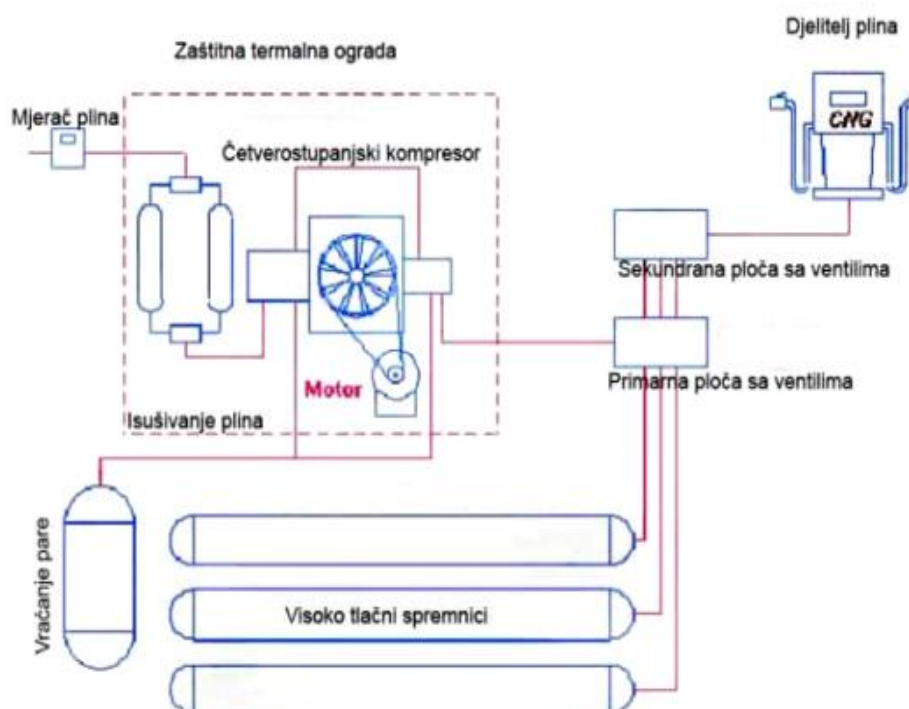 Djelitelj plina
Zaštitna termalna ograda
Mjerač plina
CNG
Četverostupanjski kompresor
Sekundrana ploča sa ventilima
Primarna ploča sa ventilima
Motor
Isušivanje plina
Vraćanje pare
Visoko tlačni spremnici